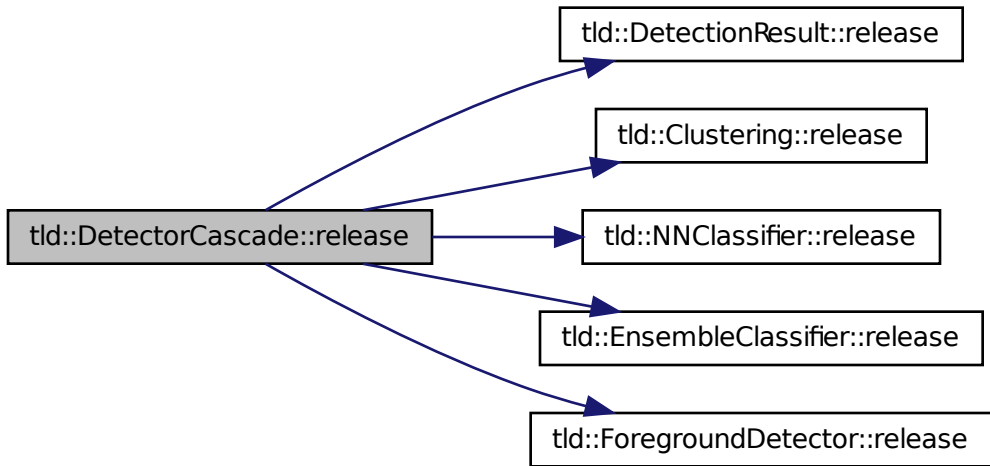 tld::DetectionResult::release
tld::Clustering::release
tld::DetectorCascade::release
tld::NNClassifier::release
tld::EnsembleClassifier::release
tld::ForegroundDetector::release